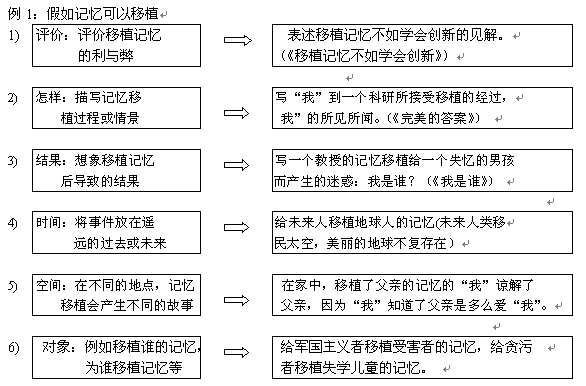 例 1：假如记忆可以移植
1) 评价：评价移植记忆
的利与弊
表述移植记忆不如学会创新的见解。
（《移植记忆不如学会创新》）
2) 怎样：描写记忆移
植过程或情景
写“我”到一个科研所接受移植的经过，
我”的所见所闻。（《完美的答案》）
3) 结果：想象移植记忆
后导致的结果
写一个教授的记忆移植给一个失忆的男孩
而产生的迷惑：我是谁？（《我是谁》）
4) 时间：将事件放在遥
远的过去或未来
给未来人移植地球人的记忆(未来人类移
民太空，美丽的地球不复存在）
5) 空间：在不同的地点，记忆
移植会产生不同的故事
在家中，移植了父亲的记忆的“我”谅解了
父亲，因为“我”知道了父亲是多么爱“我”。
6) 对象：例如移植谁的记忆，
为谁移植记忆等
给军国主义者移植受害者的记忆，给贪污
者移植失学儿童的记忆。